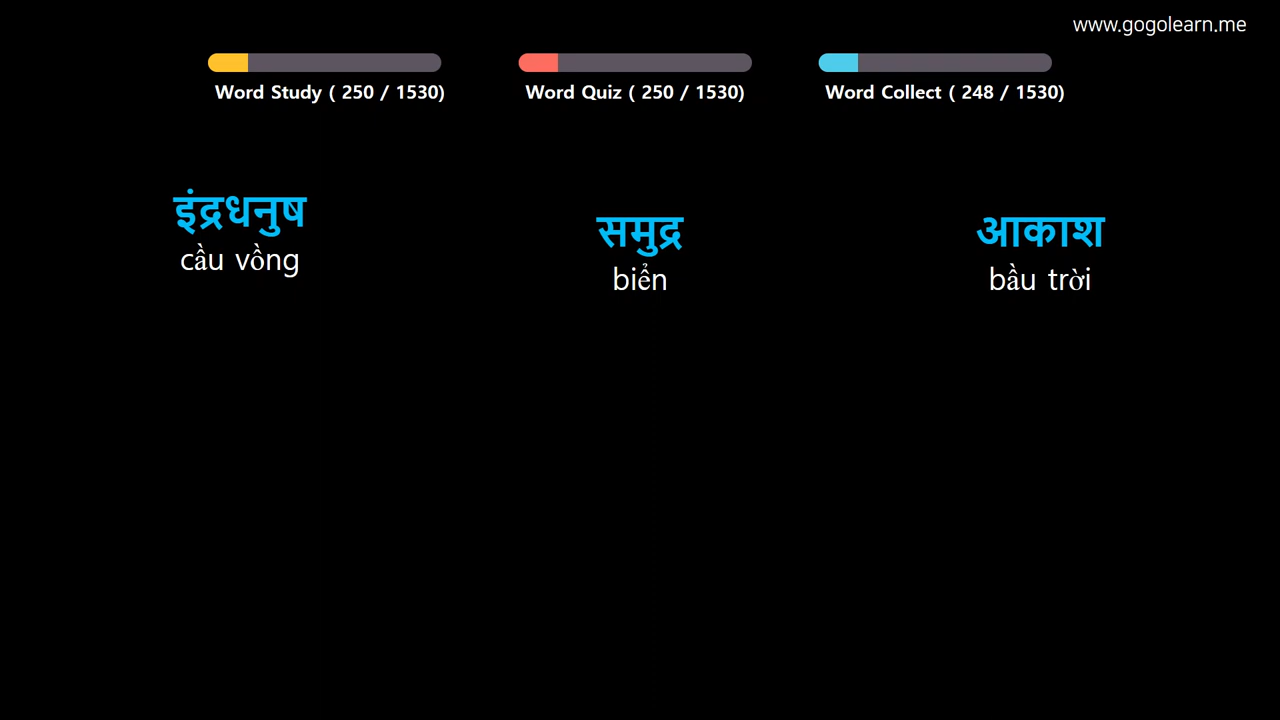 www.gogolearn.me
Word Study ( 250 / 1530)
Word Quiz ( 250 / 1530)
Word Collect ( 248 / 1530)
इंद्रधनुष
cầu vồng
समुद्र
biển
आकाश
bầu trời